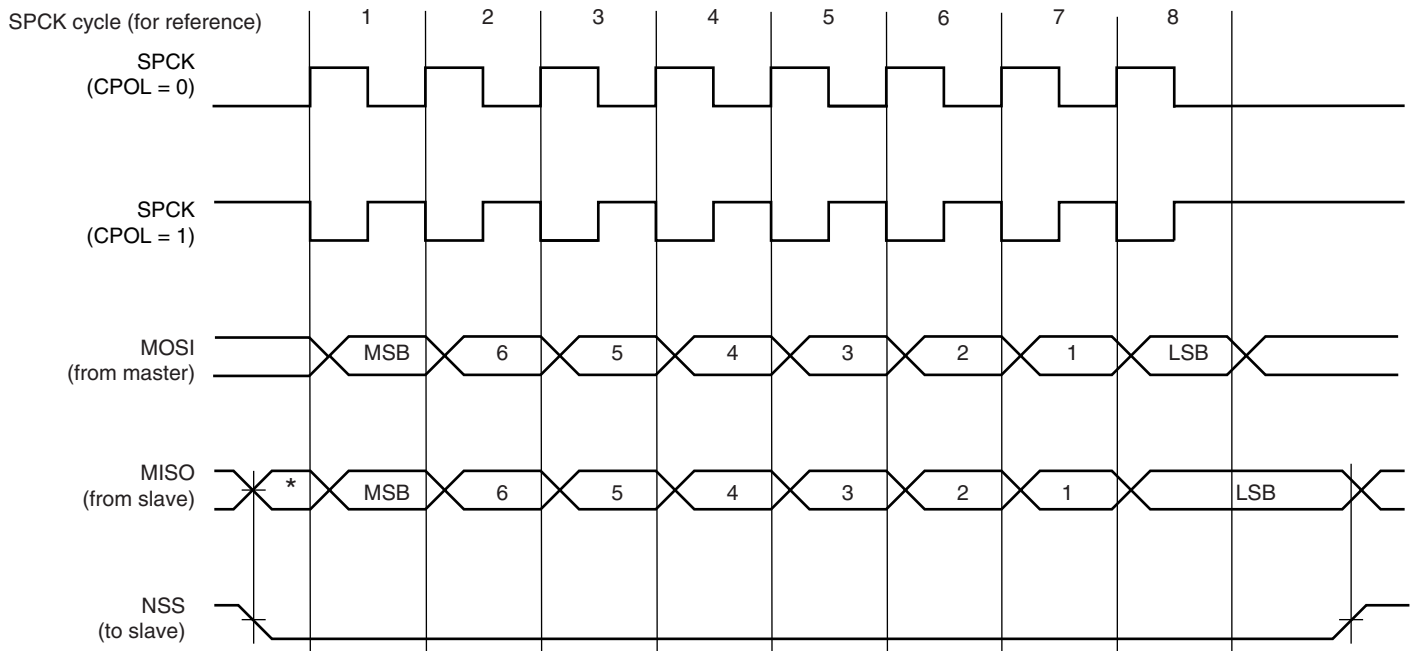 SPCK cycle (for reference) 1 2 3 4 5 6 7 8
SPCK
(CPOL = 0)
SPCK
(CPOL = 1)
MOSI
(from master)
MSB 6 5 4 3 2 1 LSB
MISO
(from slave)
* MSB 6 5 4 3 2 1 LSB
NSS
(to slave)